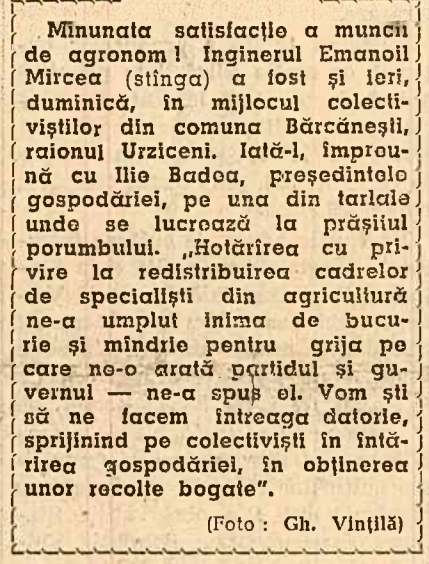 Minunata satisfacție a muncii
de agronom! Inginerul Emanoil
Mircea (stînga) a fost și ieri,
duminică, în mijlocul colecti-
viștilor din comuna Bărcănești,
raionul Urziceni. Iată-l, împreu-
nă cu Ilie Badea, președintele
gospodăriei, pe una din tarlale
unde se lucrează la prășitul
porumbului. „Hotărîrea cu pri-
vire la redistribuirea cadrelor
de specialiști din agricultură
ne-a umplut inima de bucu-
rie și mîndrie pentru grija pe
care ne-o arată partidul și gu-
vernul — ne-a spus el. Vom ști
să ne facem întreaga datorie,
sprijinind pe colectiviști în întă-
rirea gospodăriei, în obținerea
unor recolte bogate".
(Foto: Gh. Vințilă)